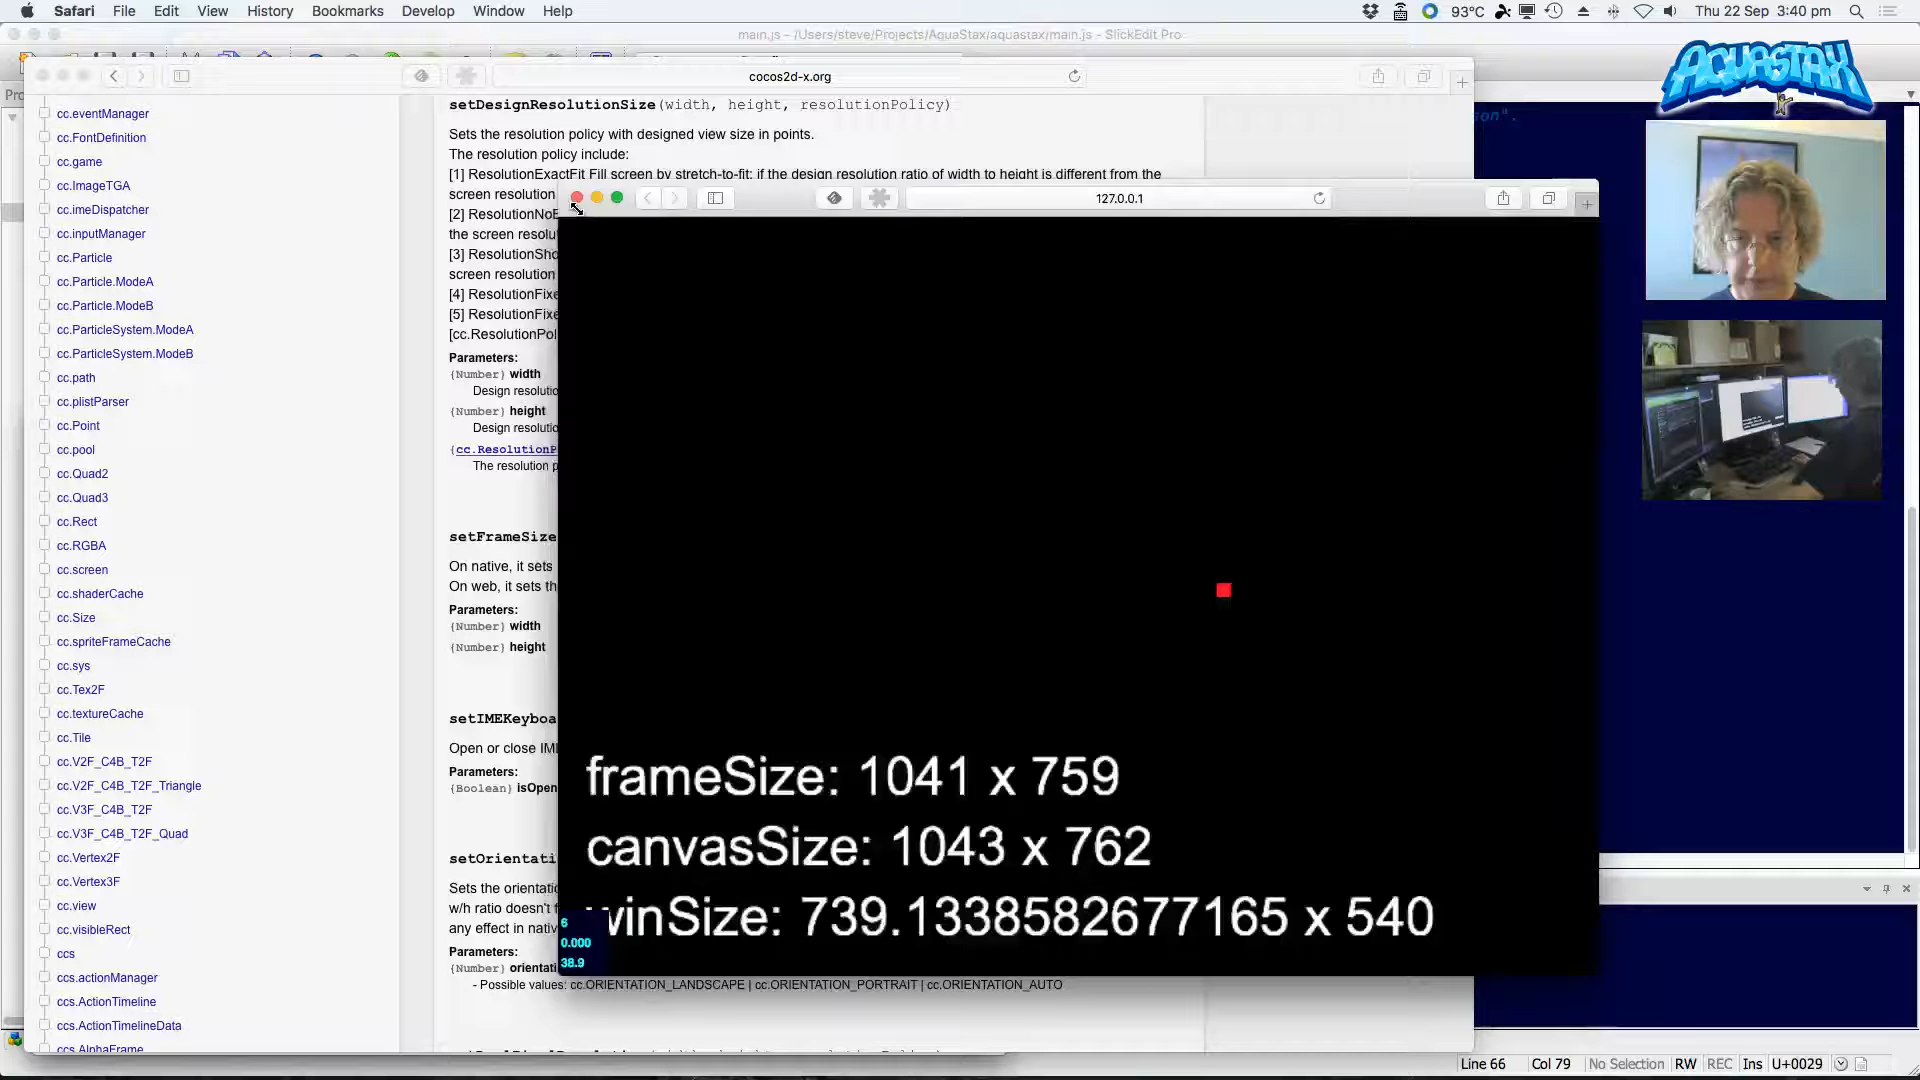 Safari File Edit View History Bookmarks Develop Window Help
93°C Thu 22 Sep 3:40 pm
main.js - /Users/steve/Projects/AquaStax/aquastax/main.js - SlickEdit Pro
cocos2d-x.org
AQUASTAX
cc.eventManager
cc.FontDefinition
cc.game
cc.ImageTGA
cc.imeDispatcher
cc.inputManager
cc.Particle
cc.Particle.ModeA
cc.Particle.ModeB
cc.ParticleSystem.ModeA
cc.ParticleSystem.ModeB
cc.path
cc.plistParser
cc.Point
cc.pool
cc.Quad2
cc.Quad3
cc.Rect
cc.RGBA
cc.screen
cc.shaderCache
cc.Size
cc.spriteFrameCache
cc.sys
cc.Tex2F
cc.textureCache
cc.Tile
cc.V2F_C4B_T2F
cc.V2F_C4B_T2F_Triangle
cc.V3F_C4B_T2F
cc.V3F_C4B_T2F_Quad
cc.Vertex2F
cc.Vertex3F
cc.view
cc.visibleRect
ccs
ccs.actionManager
ccs.ActionTimeline
ccs.ActionTimelineData
ccs.AlphaFrame
setDesignResolutionSize(width, height, resolutionPolicy)
Sets the resolution policy with designed view size in points.
The resolution policy include:
[1] ResolutionExactFit Fill screen by stretch-to-fit: if the design resolution ratio of width to height is different from the
screen resolution
[2] ResolutionNoB
the screen resolu
[3] ResolutionSho
screen resolution
[4] ResolutionFixe
[5] ResolutionFixe
[cc.ResolutionPol
Parameters:
{Number} width
Design resolutio
{Number} height
Design resolutio
{cc.ResolutionP
The resolution p
setFrameSize
On native, it sets
On web, it sets th
Parameters:
{Number} width
{Number} height
setIMEKeyboa
Open or close IMI
Parameters:
{Boolean} isOpen
setOrientati
Sets the orientatio
w/h ratio doesn't f
any effect in nativ
Parameters:
{Number} orientati
- Possible values: cc.ORIENTATION_LANDSCAPE | cc.ORIENTATION_PORTRAIT | cc.ORIENTATION_AUTO
127.0.0.1
frameSize: 1041 x 759
canvasSize: 1043 x 762
winSize: 739.1338582677165 x 540
6
0.000
38.9
Line 66 Col 79 No Selection RW REC Ins U+0029